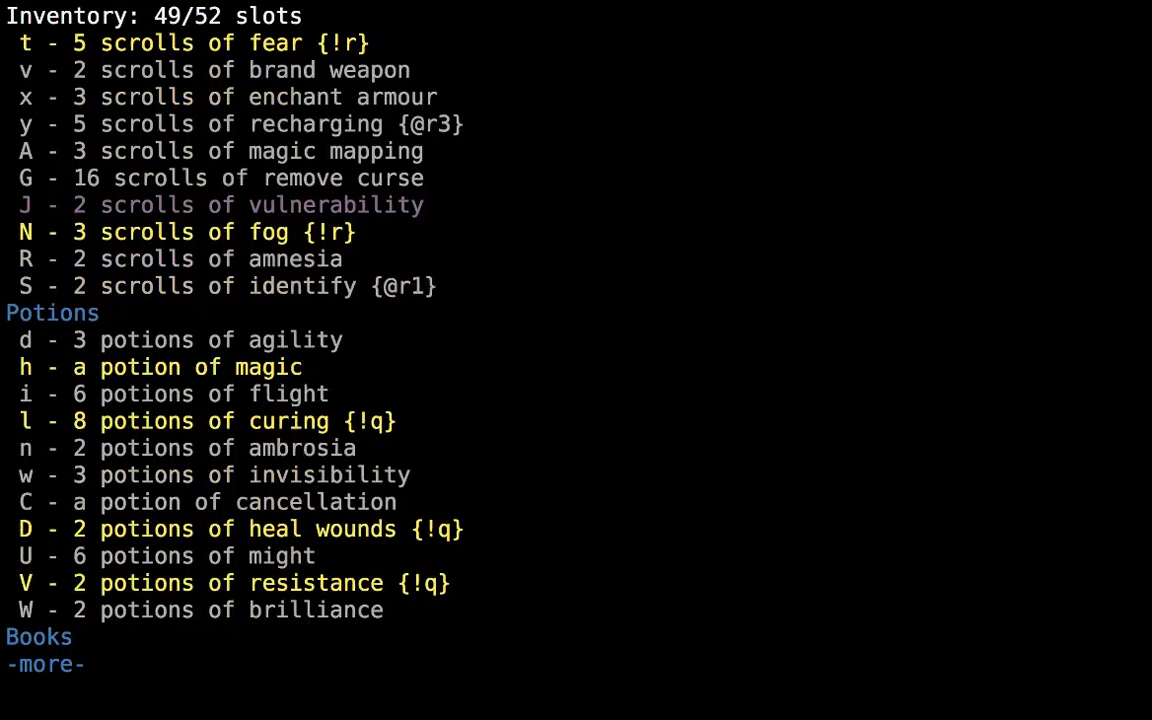 Inventory: 49/52 slots
t - 5 scrolls of fear {!r}
v - 2 scrolls of brand weapon
x - 3 scrolls of enchant armour
y - 5 scrolls of recharging {@r3}
A - 3 scrolls of magic mapping
G - 16 scrolls of remove curse
J - 2 scrolls of vulnerability
N - 3 scrolls of fog {!r}
R - 2 scrolls of amnesia
S - 2 scrolls of identify {@r1}
Potions
d - 3 potions of agility
h - a potion of magic
i - 6 potions of flight
l - 8 potions of curing {!q}
n - 2 potions of ambrosia
w - 3 potions of invisibility
C - a potion of cancellation
D - 2 potions of heal wounds {!q}
U - 6 potions of might
V - 2 potions of resistance {!q}
W - 2 potions of brilliance
Books
-more-